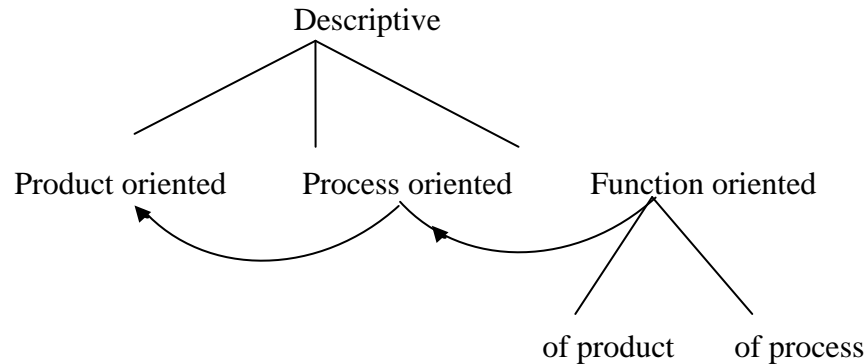 Descriptive
Product oriented Process oriented Function oriented
of product of process